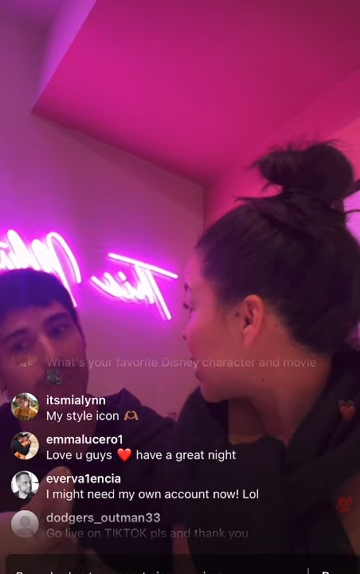 What's your favorite Disney character and movie
itsmialynn
My style icon 🫶🏽
emmalucero1
Love u guys ❤️ have a great night
everva1encia
I might need my own account now! Lol
dodgers_outman33
Go live on TIKTOK pls and thank you